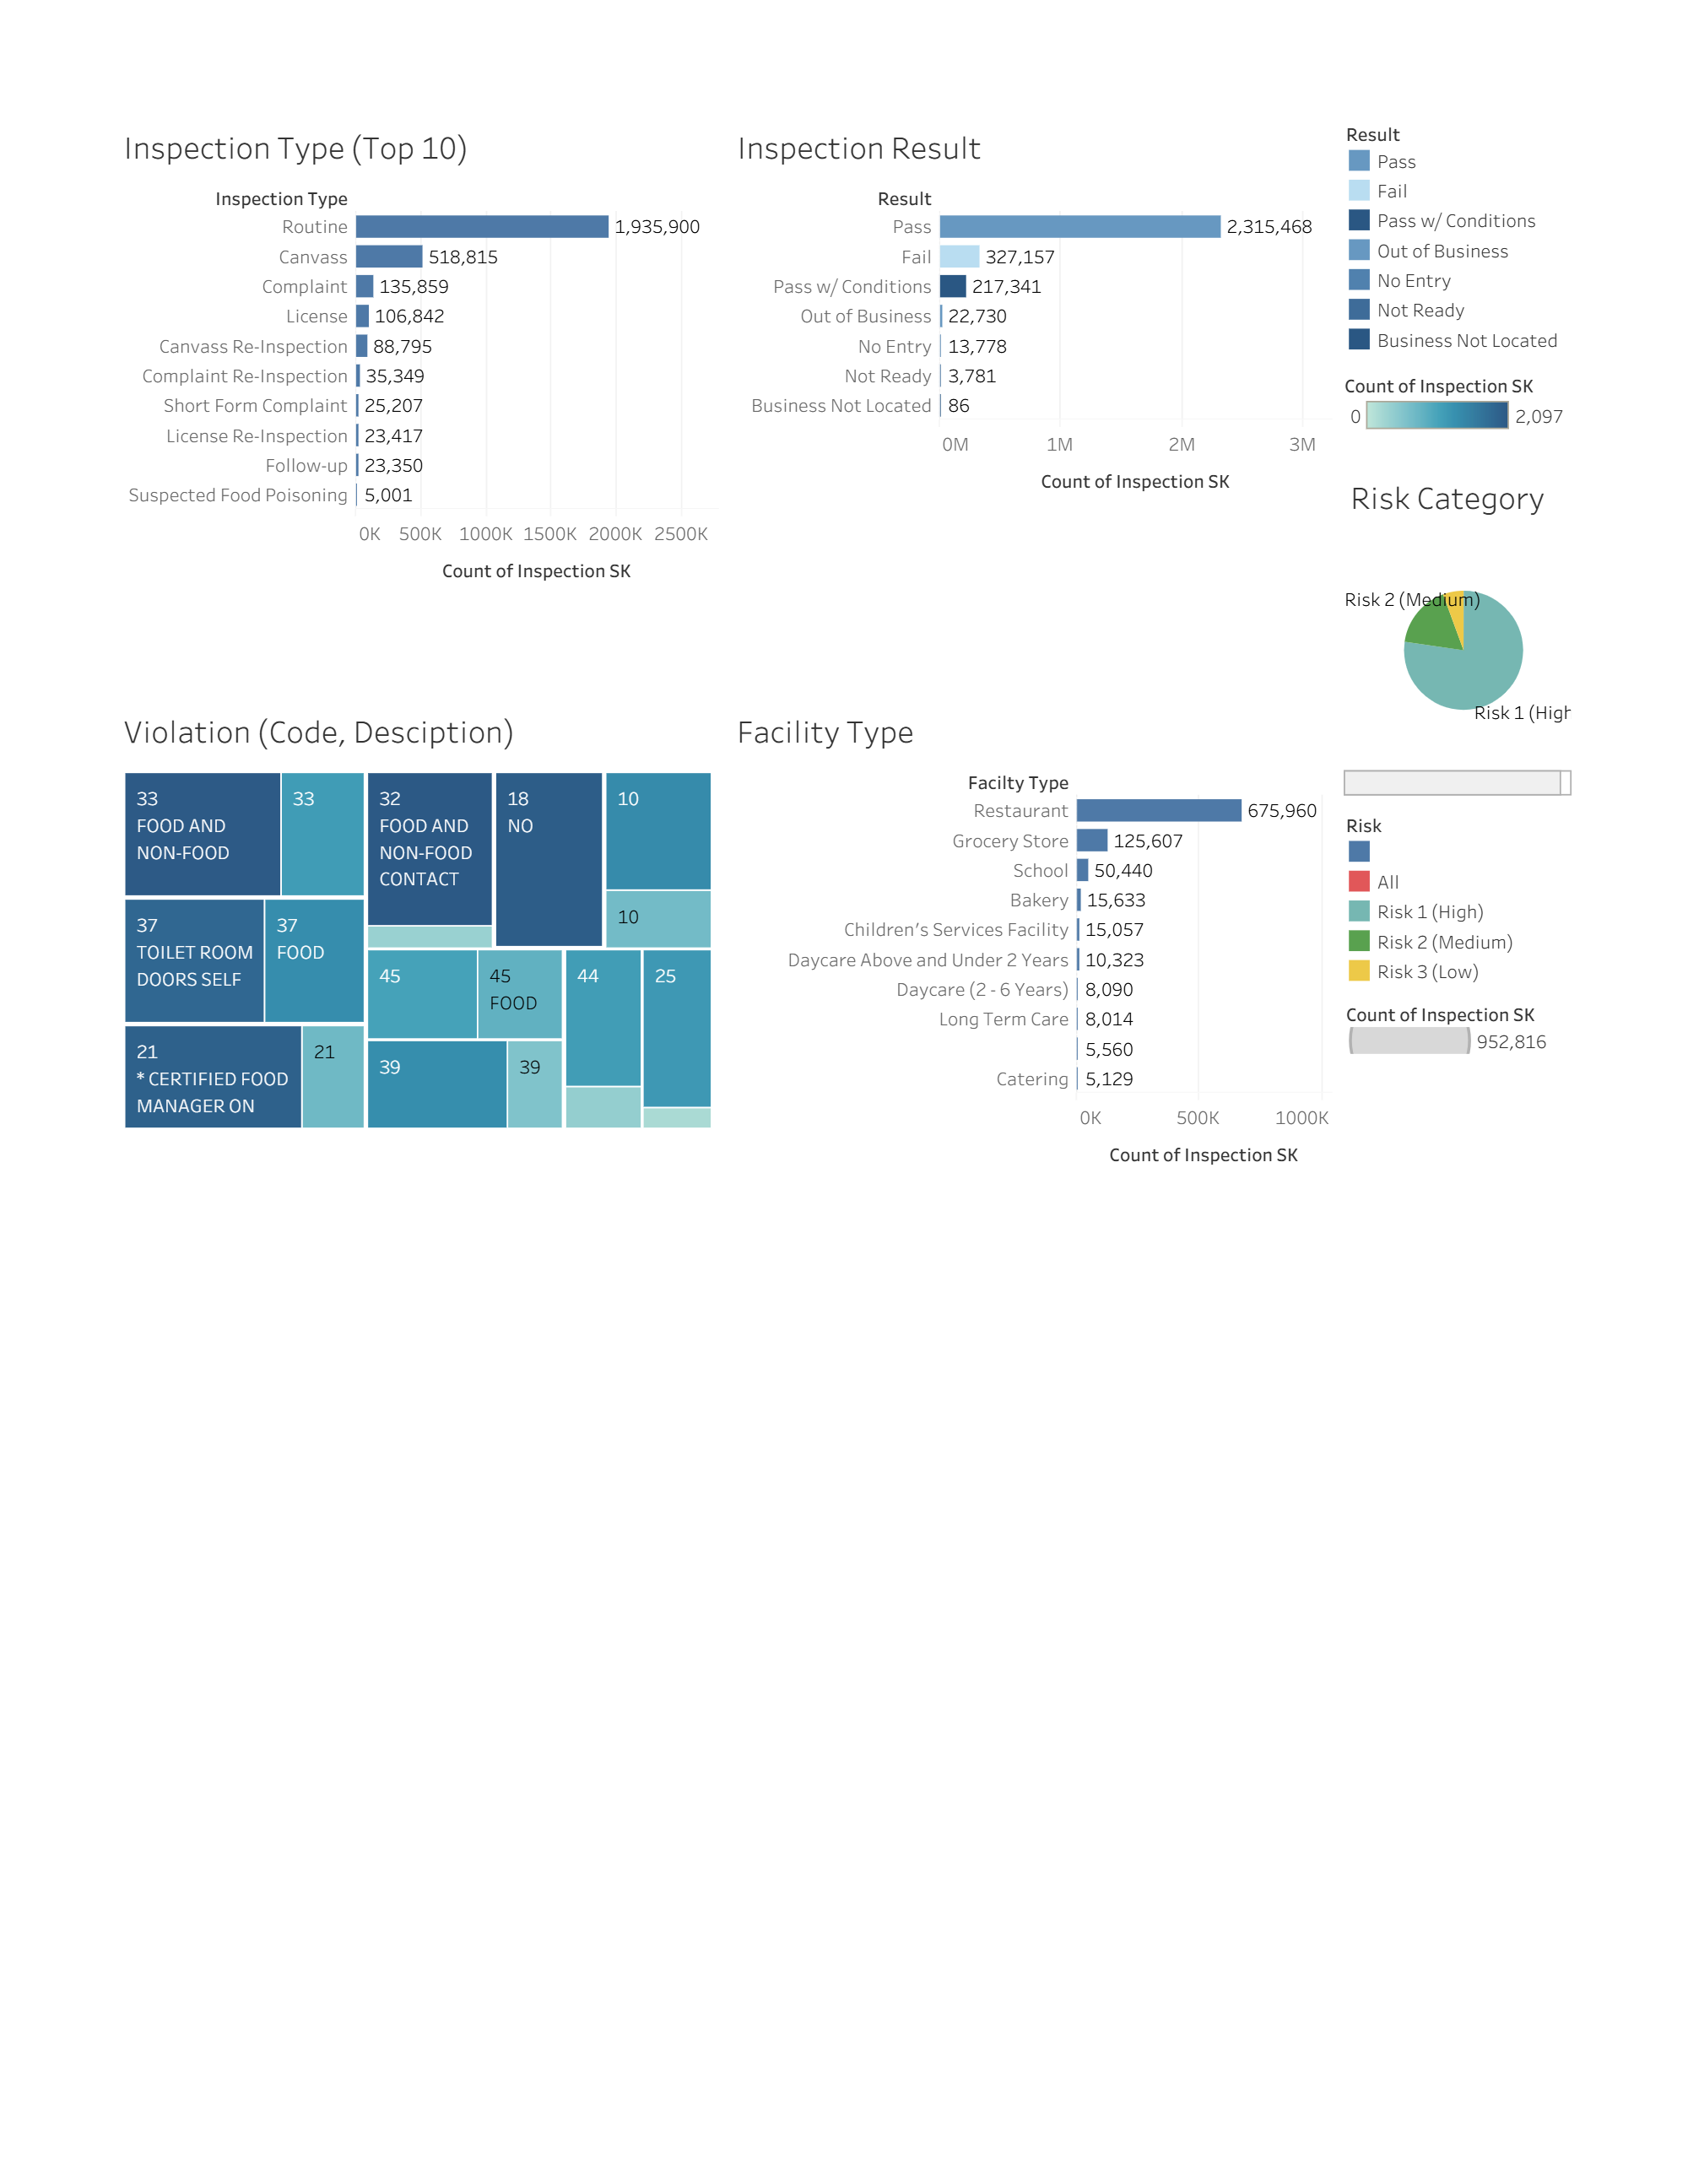 Inspection Type (Top 10)
Inspection Type
Routine 1,935,900
Canvass 518,815
Complaint 135,859
License 106,842
Canvass Re-Inspection 88,795
Complaint Re-Inspection 35,349
Short Form Complaint 25,207
License Re-Inspection 23,417
Follow-up 23,350
Suspected Food Poisoning 5,001
0K 500K 1000K 1500K 2000K 2500K
Count of Inspection SK
Inspection Result
Result
Pass 2,315,468
Fail 327,157
Pass w/ Conditions 217,341
Out of Business 22,730
No Entry 13,778
Not Ready 3,781
Business Not Located 86
0M 1M 2M 3M
Count of Inspection SK
Result
Pass
Fail
Pass w/ Conditions
Out of Business
No Entry
Not Ready
Business Not Located
Count of Inspection SK
0 2,097
Risk Category
Risk 2 (Medium)
Risk 1 (High
Violation (Code, Desciption)
33
FOOD AND
NON-FOOD
33
32
FOOD AND
NON-FOOD
CONTACT
18
NO
10
10
37
TOILET ROOM
DOORS SELF
37
FOOD
45
45
FOOD
44
25
21
* CERTIFIED FOOD
MANAGER ON
21
39
39
Facility Type
Facilty Type
Restaurant 675,960
Grocery Store 125,607
School 50,440
Bakery 15,633
Children's Services Facility 15,057
Daycare Above and Under 2 Years 10,323
Daycare (2 - 6 Years) 8,090
Long Term Care 8,014
5,560
Catering 5,129
0K 500K 1000K
Count of Inspection SK
Risk
All
Risk 1 (High)
Risk 2 (Medium)
Risk 3 (Low)
Count of Inspection SK
952,816